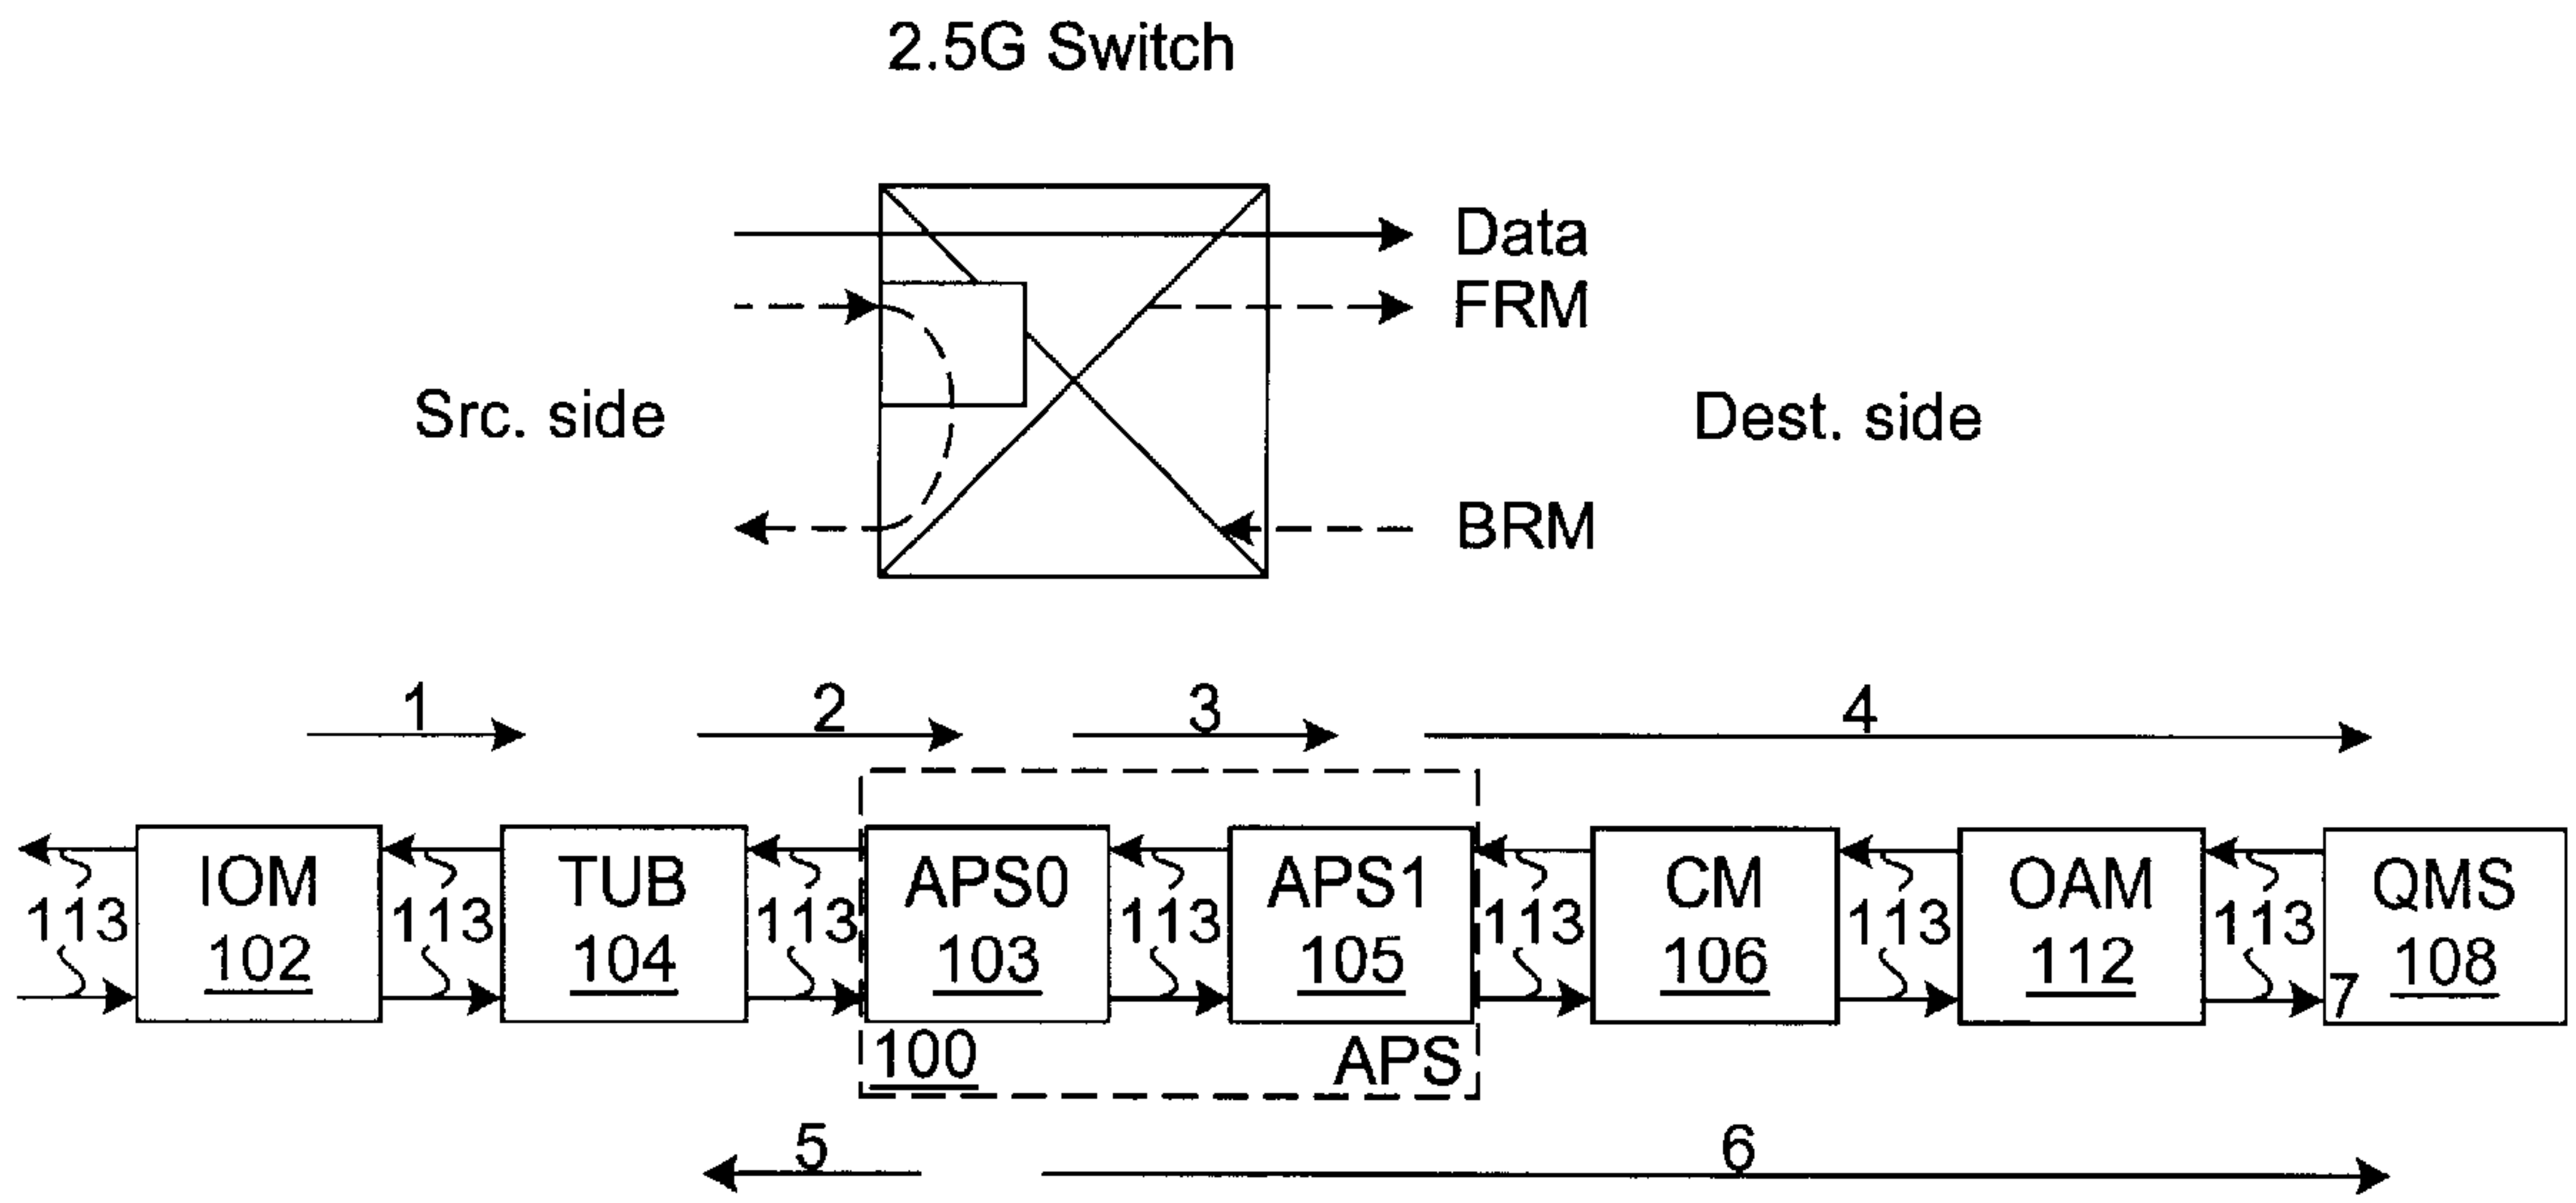 2.5G Switch
Data
FRM
Src. side
Dest. side
BRM
1
2
3
4
IOM
102
TUB
104
APS0
103
APS1
105
CM
106
OAM
112
QMS
108
113
113
113
113
113
113
113
7
100
APS
5
6